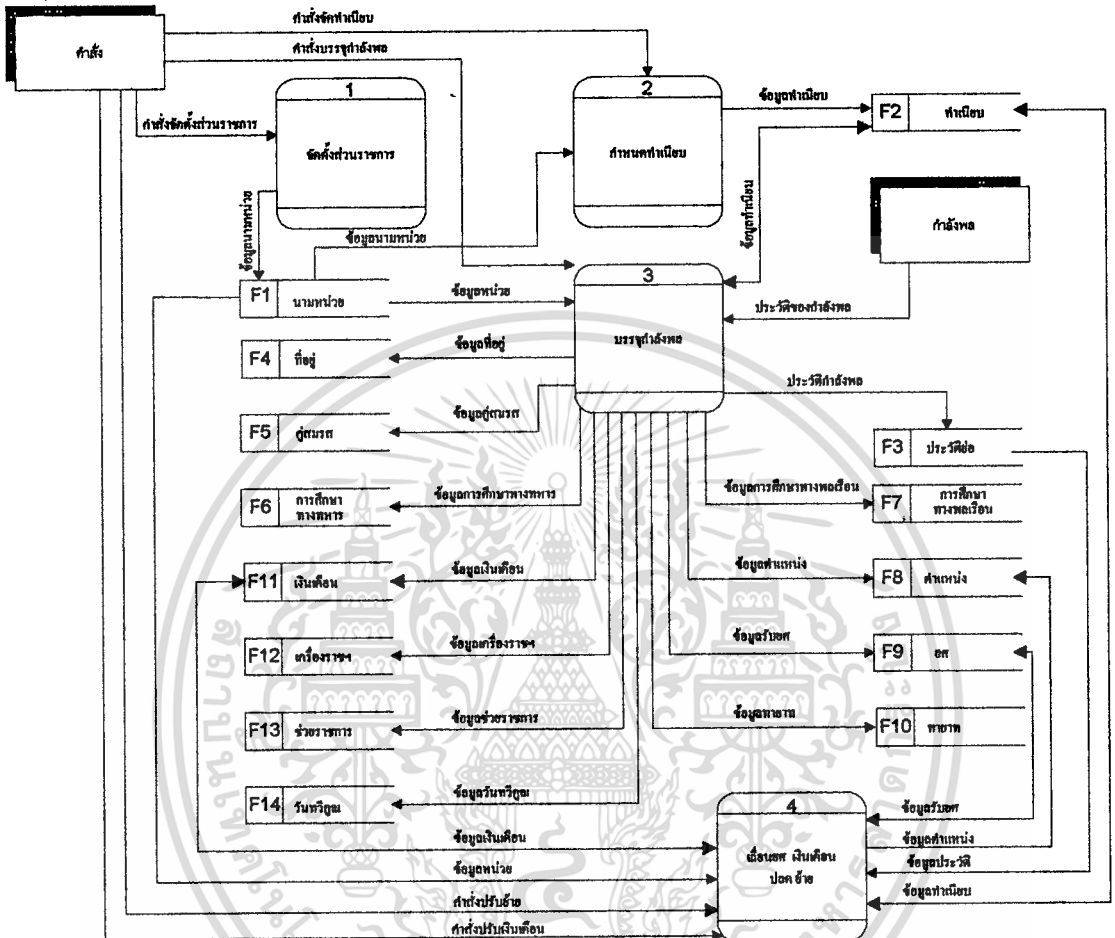 คำสั่งจัดทำเนียบ
คำสั่ง
คำสั่งบรรจุกำลังพล
1
2
ข้อมูลทำเนียบ
F2 ทำเนียบ
คำสั่งจัดตั้งส่วนราชการ
จัดตั้งส่วนราชการ
กำหนดทำเนียบ
ข้อมูลนามหน่วย
ข้อมูลนามหน่วย
ข้อมูลทำเนียบ
กำลังพล
3
F1 นามหน่วย
ข้อมูลหน่วย
ประวัติของกำลังพล
บรรจุกำลังพล
F4 ที่อยู่
ข้อมูลที่อยู่
ประวัติกำลังพล
F5 คู่สมรส
ข้อมูลคู่สมรส
F3 ประวัติย่อ
F6 การศึกษา
ทางทหาร
ข้อมูลการศึกษาทางทหาร
ข้อมูลการศึกษาทางพลเรือน
F7 การศึกษา
ทางพลเรือน
F11 เงินเดือน
ข้อมูลเงินเดือน
ข้อมูลตำแหน่ง
F8 ตำแหน่ง
F12 เครื่องราชฯ
ข้อมูลเครื่องราชฯ
ข้อมูลรับยศ
F9 ยศ
F13 ช่วยราชการ
ข้อมูลช่วยราชการ
ข้อมูลทายาท
F10 ทายาท
F14 วันทวีคูณ
ข้อมูลวันทวีคูณ
4
ข้อมูลรับยศ
ข้อมูลเงินเดือน
เลื่อนยศ เงินเดือน
ปลด ย้าย
ข้อมูลตำแหน่ง
ข้อมูลหน่วย
ข้อมูลประวัติ
คำสั่งปรับย้าย
ข้อมูลทำเนียบ
คำสั่งปรับเงินเดือน